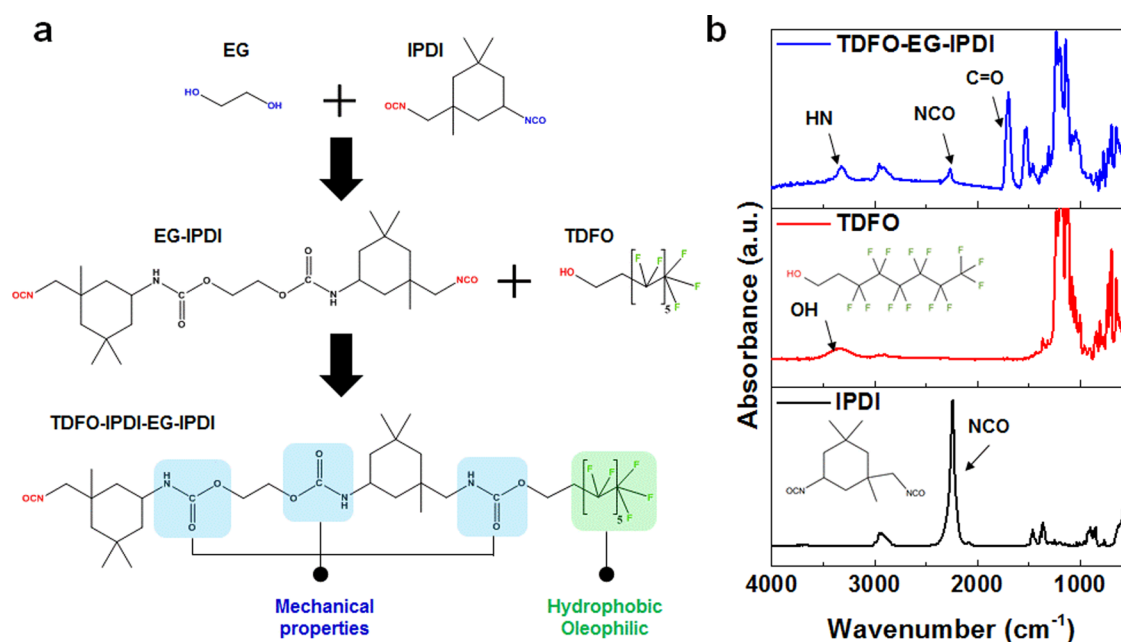 a
EG
IPDI
HO
OH
+
OCN
NCO
EG-IPDI
TDFO
OCN
H
N
O
O
O
O
N
H
NCO
+
HO
F
F
F
F
F
5
TDFO-IPDI-EG-IPDI
OCN
H
N
O
O
O
O
N
H
H
N
O
O
F
F
F
F
F
5
Mechanical
properties
Hydrophobic
Oleophilic
b
Absorbance (a.u.)
TDFO-EG-IPDI
C=O
HN
NCO
TDFO
HO
F F F F F F
F
F
F F F F F
OH
IPDI
NCO
OCN
NCO
4000 3000 2000 1000
Wavenumber (cm-1)